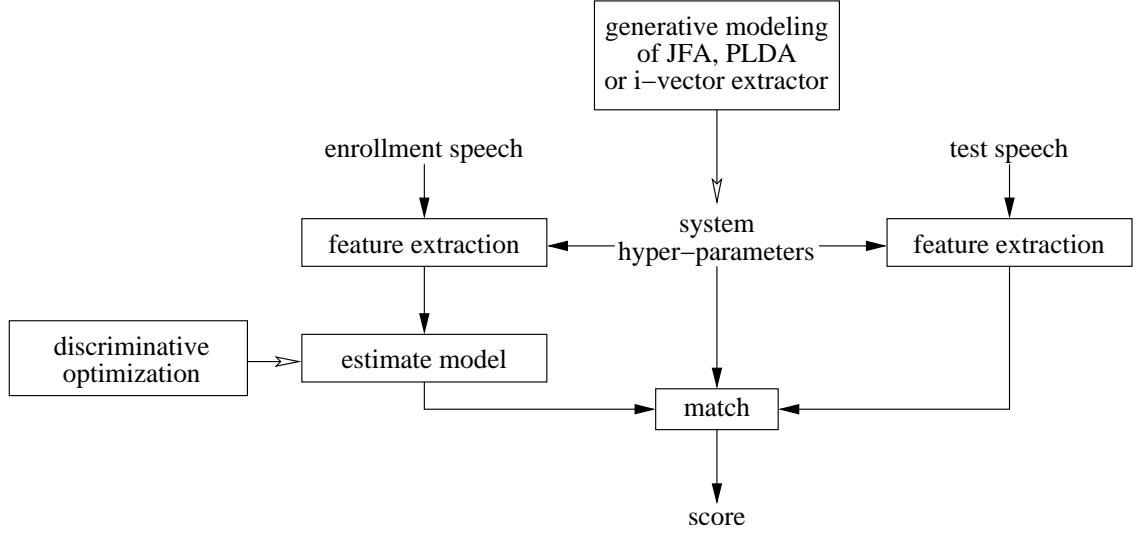 generative modeling
of JFA, PLDA
or i−vector extractor
enrollment speech
test speech
system
hyper−parameters
feature extraction
feature extraction
discriminative
optimization
estimate model
match
score